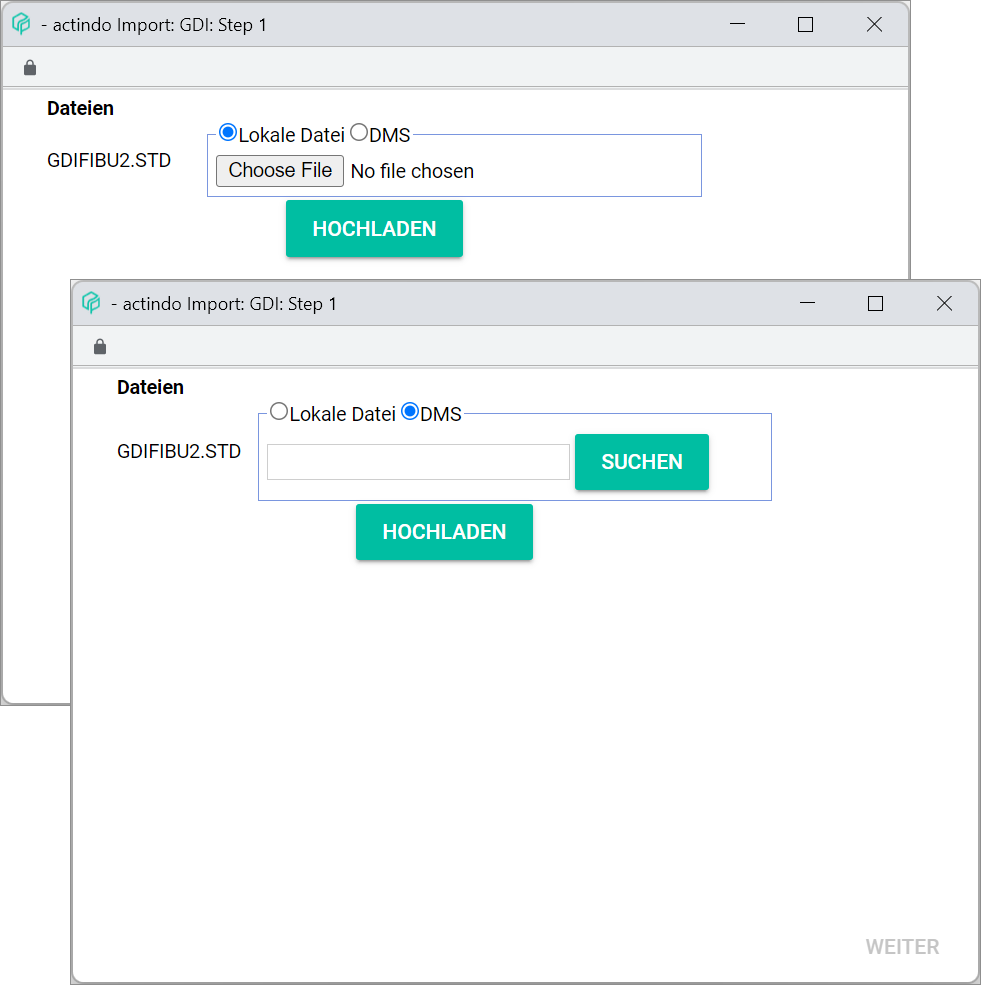 - actindo Import: GDI: Step 1
Dateien
Lokale Datei DMS
GDIFIBU2.STD
Choose File No file chosen
HOCHLADEN
- actindo Import: GDI: Step 1
Dateien
Lokale Datei DMS
GDIFIBU2.STD
SUCHEN
HOCHLADEN
WEITER